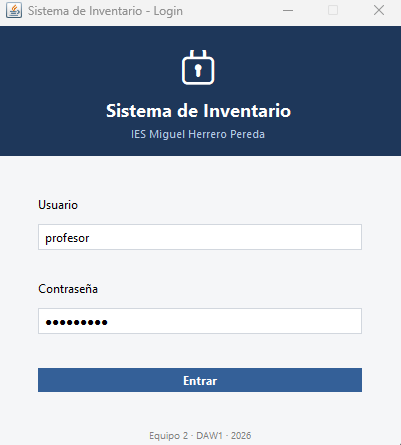 Sistema de Inventario - Login
Sistema de Inventario
IES Miguel Herrero Pereda
Usuario
profesor
Contraseña
●●●●●●●●●
Entrar
Equipo 2 · DAW1 · 2026